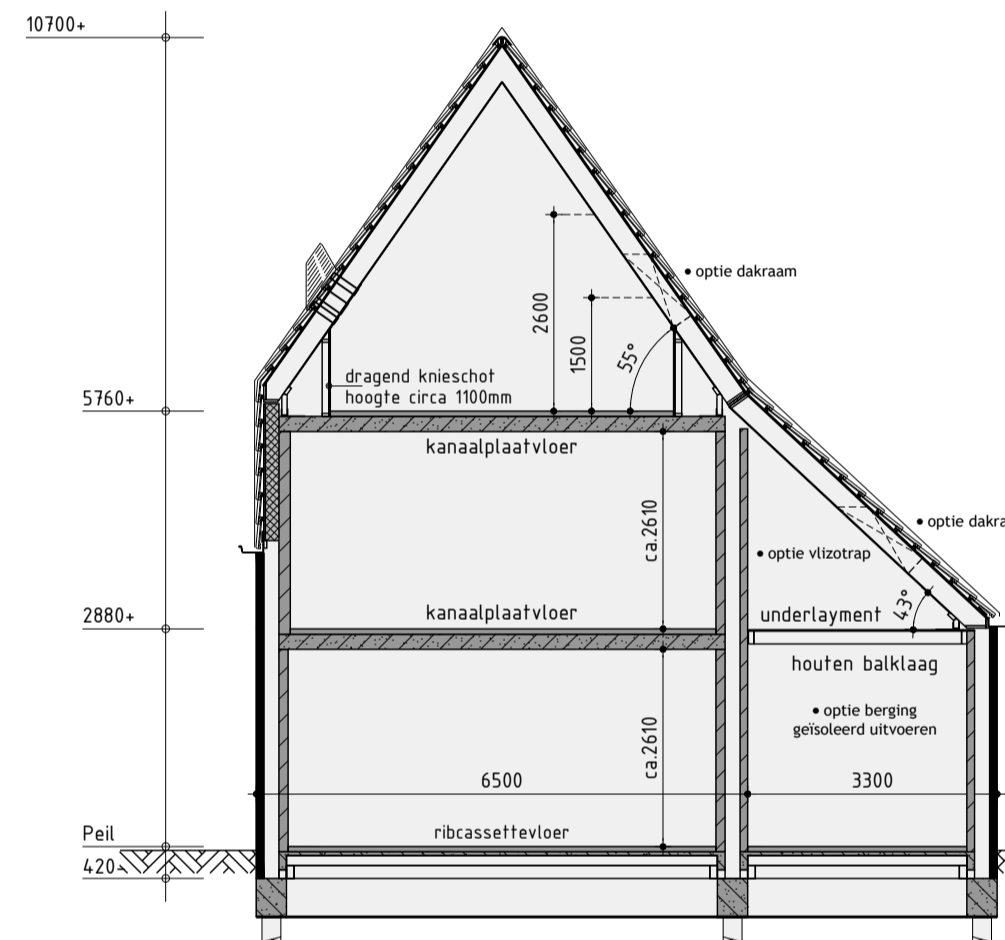 10700+
• optie dakraam
2600
1500
55°
dragend knieschot
hoogte circa 1100mm
5760+
kanaalplaatvloer
ca.2610
• optie dakra
• optie vlizotrap
43°
kanaalplaatvloer
2880+
underlayment
houten balklaag
• optie berging
geïsoleerd uitvoeren
ca.2610
6500
3300
Peil
ribcassettevloer
420-